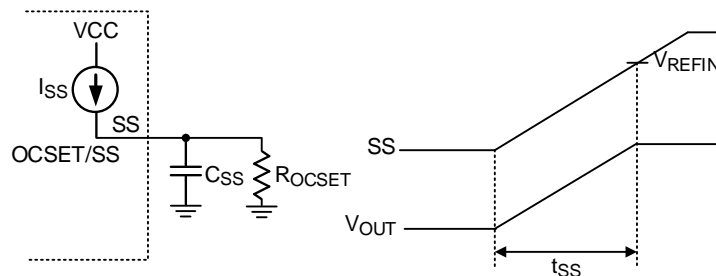 VCC
ISS
SS
OCSET/SS
CSS
ROCSET
VREFIN
SS
VOUT
tSS